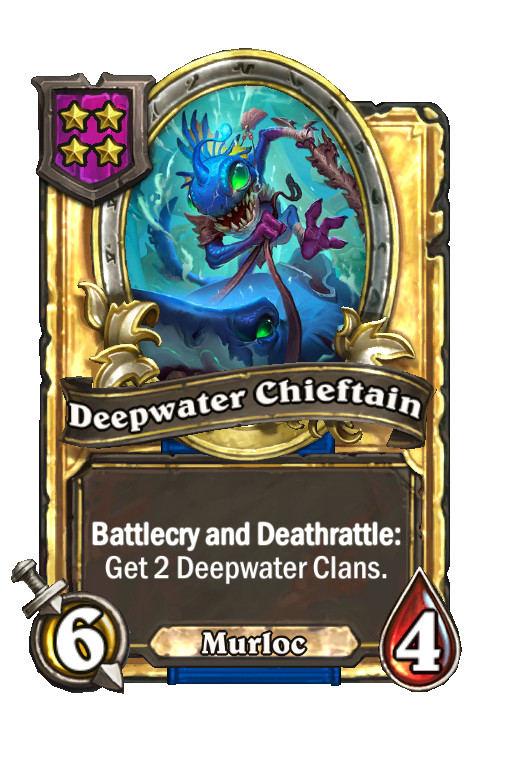 Deepwater Chieftain
Battlecry and Deathrattle:
Get 2 Deepwater Clans.
6
Murloc
4